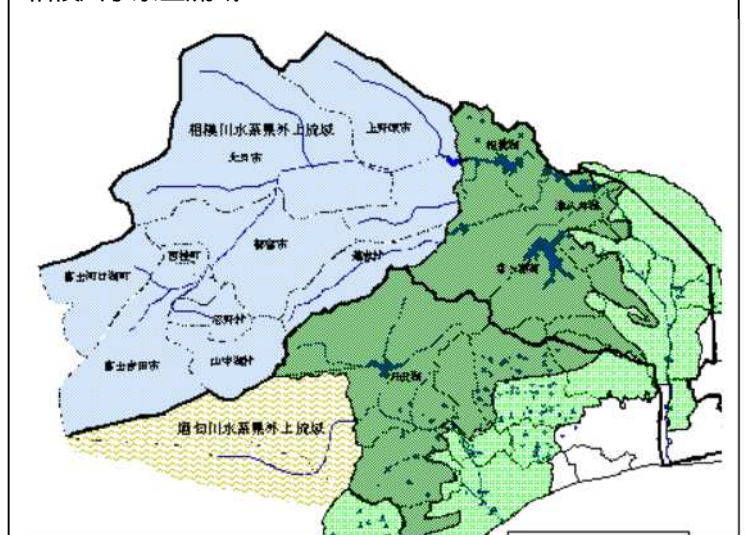 相模川水系県外上流域
上野原市
大月市
相模湖
津久井湖
都留市
道志村
西桂町
宮ヶ瀬湖
富士河口湖町
忍野村
山中湖村
富士吉田市
丹沢湖
酒匂川水系県外上流域